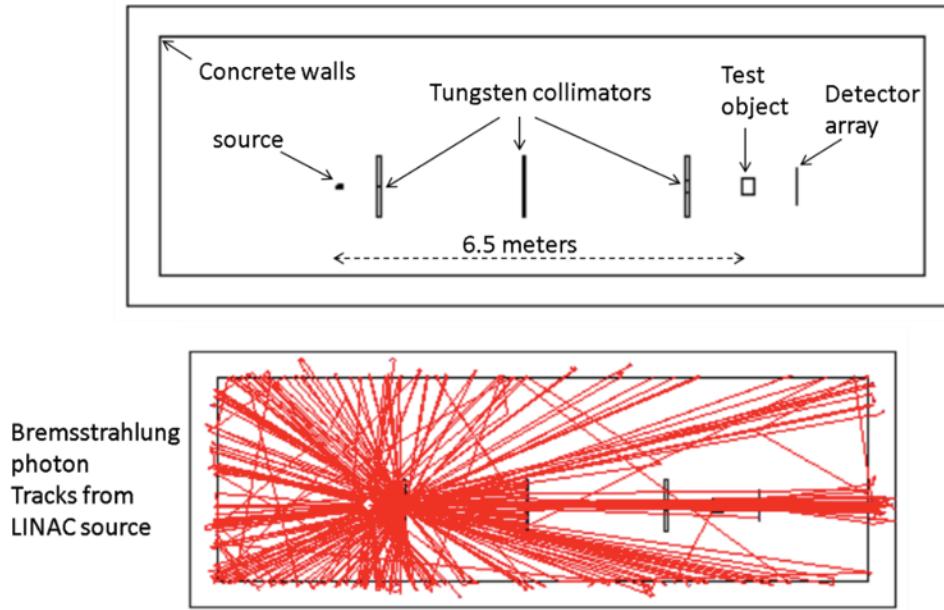 Concrete walls
Tungsten collimators
Test
object
Detector
array
source
6.5 meters
Bremsstrahlung
photon
Tracks from
LINAC source